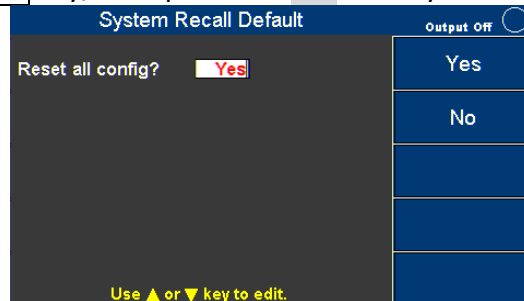 System Recall Default
Output Off
Reset all config? Yes
Yes
No
Use ▲ or ▼ key to edit.